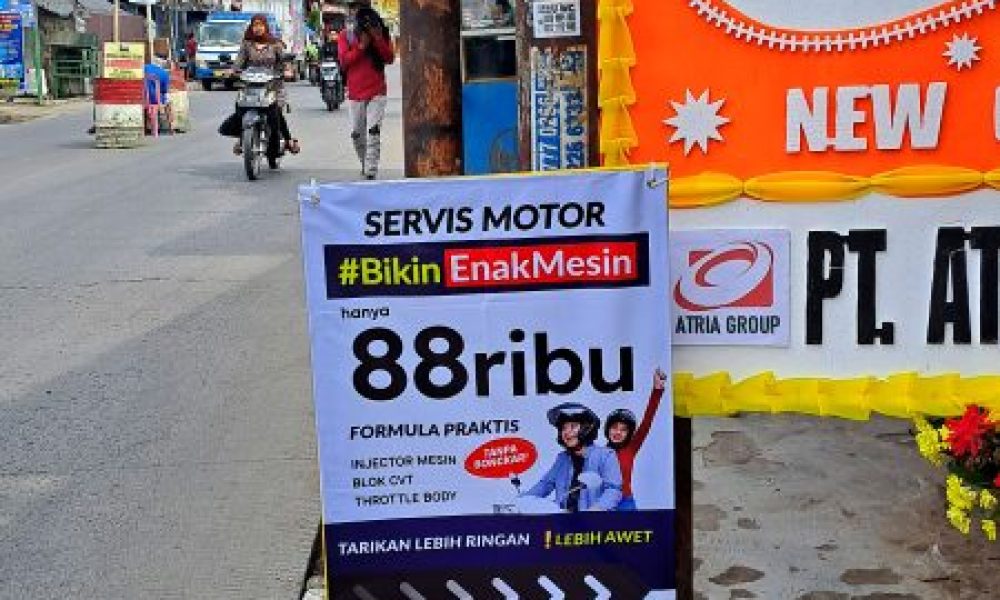 SERVIS MOTOR
#Bikin EnakMesin
hanya
88ribu
FORMULA PRAKTIS
INJECTOR MESIN
BLOK CVT
THROTTLE BODY
TANPA
BONGKAR!
TARIKAN LEBIH RINGAN ! LEBIH AWET
NEW
ATRIA GROUP
PT. AT